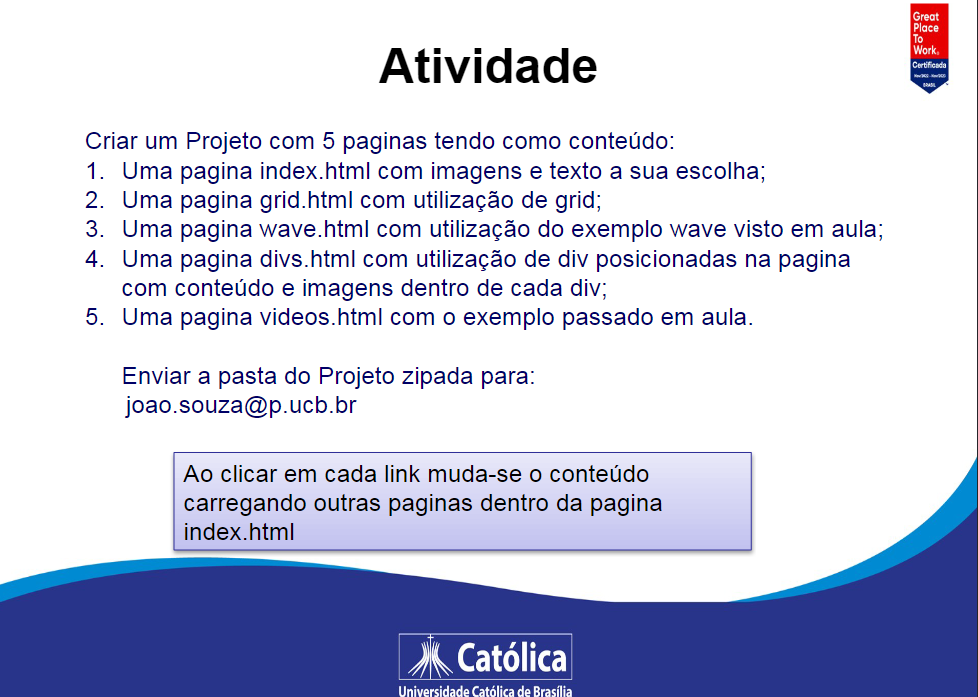 Great
Place
To
Work.
Certificada
Nov/2022 - Nov/2023
BRASIL
Atividade
Criar um Projeto com 5 paginas tendo como conteúdo:
1. Uma pagina index.html com imagens e texto a sua escolha;
2. Uma pagina grid.html com utilização de grid;
3. Uma pagina wave.html com utilização do exemplo wave visto em aula;
4. Uma pagina divs.html com utilização de div posicionadas na pagina
com conteúdo e imagens dentro de cada div;
5. Uma pagina videos.html com o exemplo passado em aula.
Enviar a pasta do Projeto zipada para:
joao.souza@p.ucb.br
Ao clicar em cada link muda-se o conteúdo
carregando outras paginas dentro da pagina
index.html
Católica
Universidade Católica de Brasília